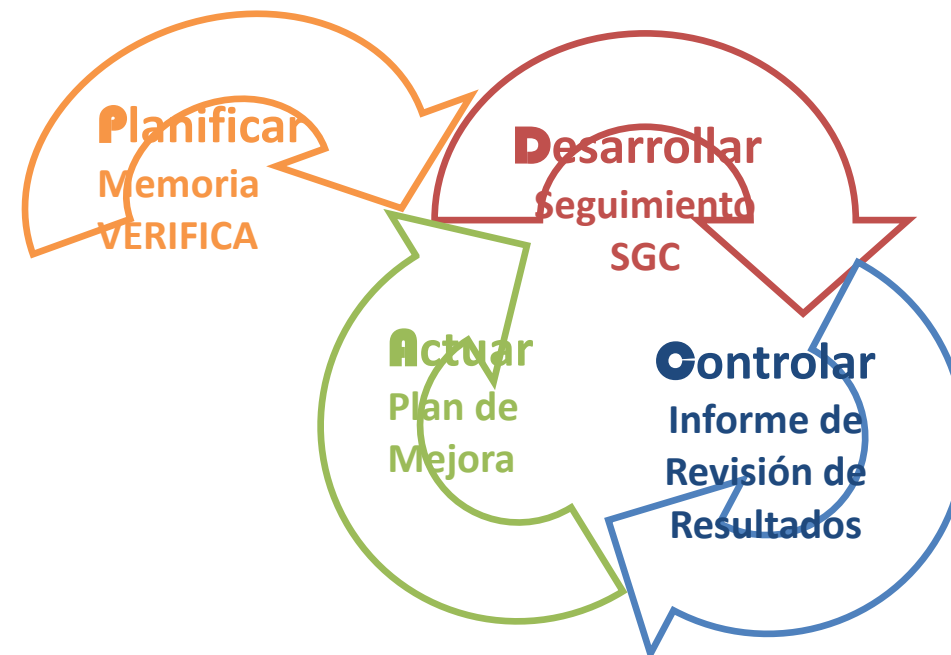 Planificar
Memoria
VERIFICA
Desarrollar
Seguimiento
SGC
Controlar
Informe de
Revisión de
Resultados
Actuar
Plan de
Mejora